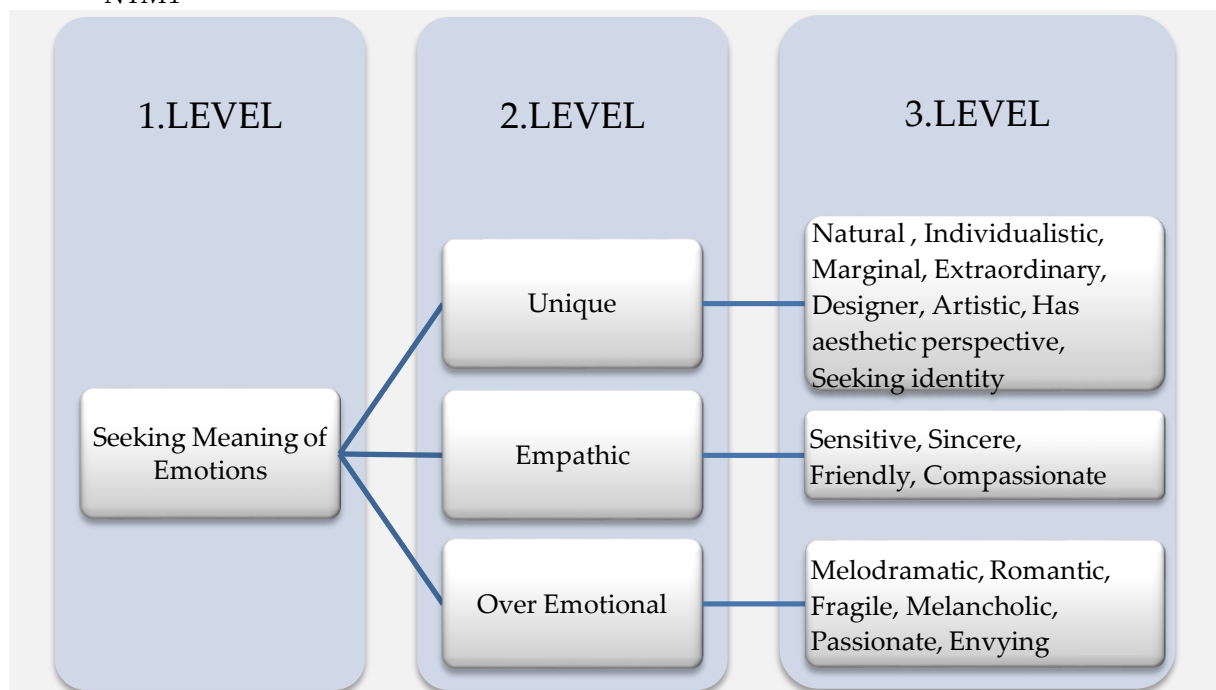 1.LEVEL
2.LEVEL
3.LEVEL
Seeking Meaning of
Emotions
Unique
Empathic
Over Emotional
Natural , Individualistic,
Marginal, Extraordinary,
Designer, Artistic, Has
aesthetic perspective,
Seeking identity
Sensitive, Sincere,
Friendly, Compassionate
Melodramatic, Romantic,
Fragile, Melancholic,
Passionate, Envying